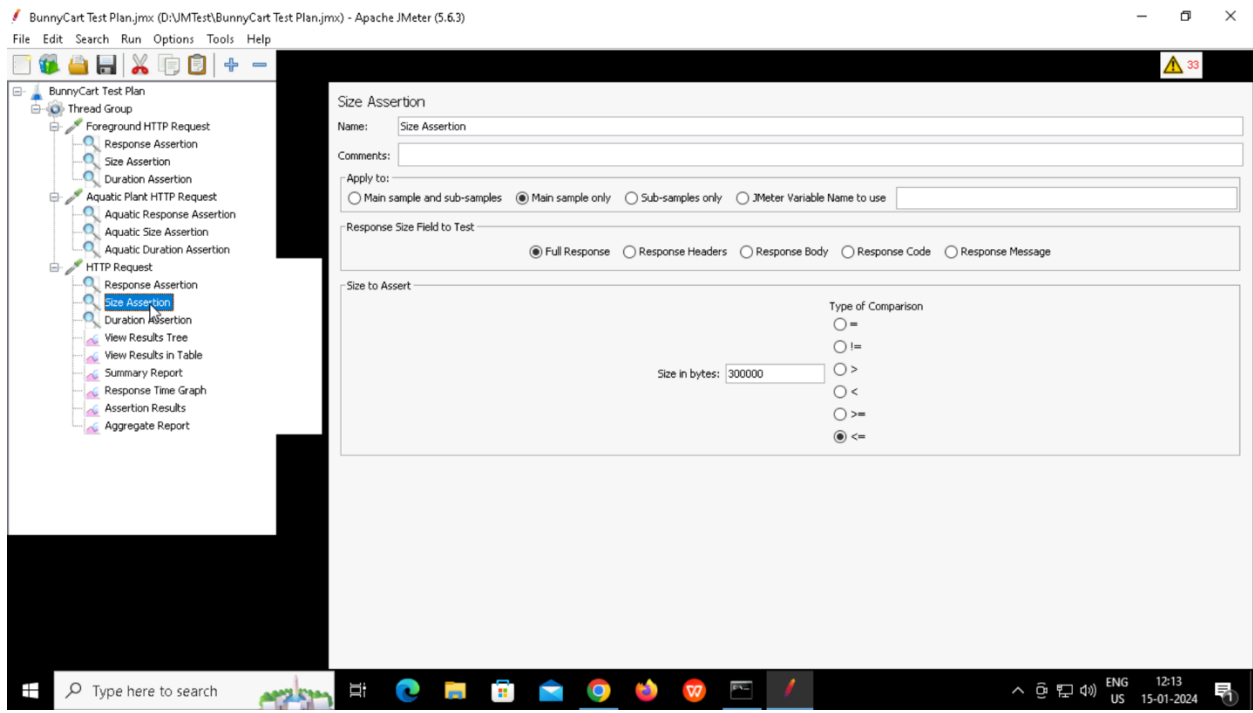 BunnyCart Test Plan.jmx (D:\JMTest\BunnyCart Test Plan.jmx) - Apache JMeter (5.6.3)
File Edit Search Run Options Tools Help
33
BunnyCart Test Plan
Thread Group
Foreground HTTP Request
Response Assertion
Size Assertion
Duration Assertion
Aquatic Plant HTTP Request
Aquatic Response Assertion
Aquatic Size Assertion
Aquatic Duration Assertion
HTTP Request
Response Assertion
Size Assertion
Duration Assertion
View Results Tree
View Results in Table
Summary Report
Response Time Graph
Assertion Results
Aggregate Report
Size Assertion
Name: Size Assertion
Comments:
Apply to:
Main sample and sub-samples Main sample only Sub-samples only JMeter Variable Name to use
Response Size Field to Test
Full Response Response Headers Response Body Response Code Response Message
Size to Assert
Type of Comparison
=
!=
Size in bytes: 300000 >
<
>=
<=
Type here to search
W
ENG
US
12:13
15-01-2024
1